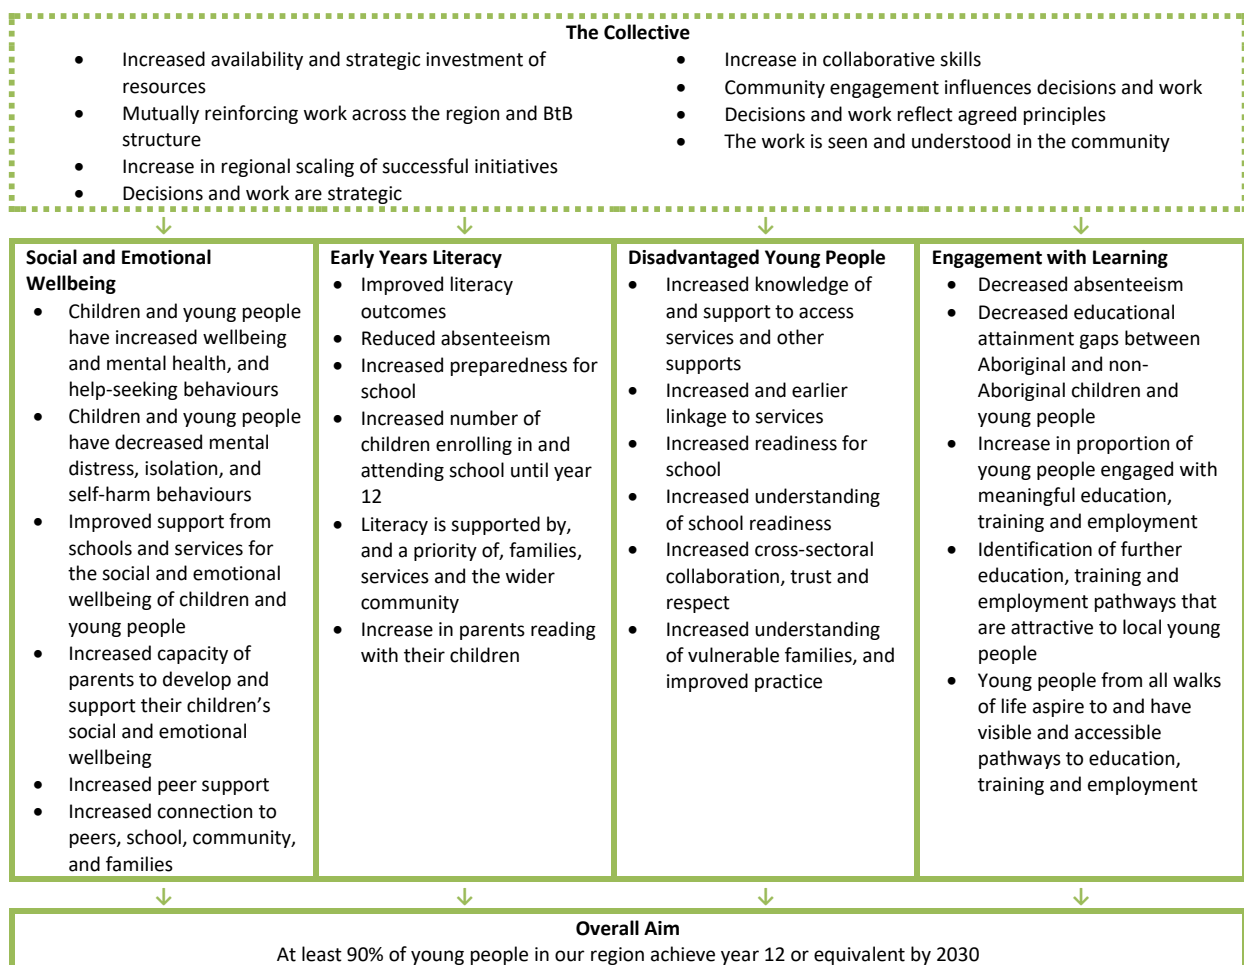 The Collective
• Increased availability and strategic investment of
resources
• Mutually reinforcing work across the region and BtB
structure
• Increase in regional scaling of successful initiatives
• Decisions and work are strategic
• Increase in collaborative skills
• Community engagement influences decisions and work
• Decisions and work reflect agreed principles
• The work is seen and understood in the community
Social and Emotional
Wellbeing
• Children and young people
have increased wellbeing
and mental health, and
help-seeking behaviours
• Children and young people
have decreased mental
distress, isolation, and
self-harm behaviours
• Improved support from
schools and services for
the social and emotional
wellbeing of children and
young people
• Increased capacity of
parents to develop and
support their children’s
social and emotional
wellbeing
• Increased peer support
• Increased connection to
peers, school, community,
and families
Early Years Literacy
• Improved literacy
outcomes
• Reduced absenteeism
• Increased preparedness for
school
• Increased number of
children enrolling in and
attending school until year
12
• Literacy is supported by,
and a priority of, families,
services and the wider
community
• Increase in parents reading
with their children
Disadvantaged Young People
• Increased knowledge of
and support to access
services and other
supports
• Increased and earlier
linkage to services
• Increased readiness for
school
• Increased understanding
of school readiness
• Increased cross-sectoral
collaboration, trust and
respect
• Increased understanding
of vulnerable families, and
improved practice
Engagement with Learning
• Decreased absenteeism
• Decreased educational
attainment gaps between
Aboriginal and non-
Aboriginal children and
young people
• Increase in proportion of
young people engaged with
meaningful education,
training and employment
• Identification of further
education, training and
employment pathways that
are attractive to local young
people
• Young people from all walks
of life aspire to and have
visible and accessible
pathways to education,
training and employment
Overall Aim
At least 90% of young people in our region achieve year 12 or equivalent by 2030